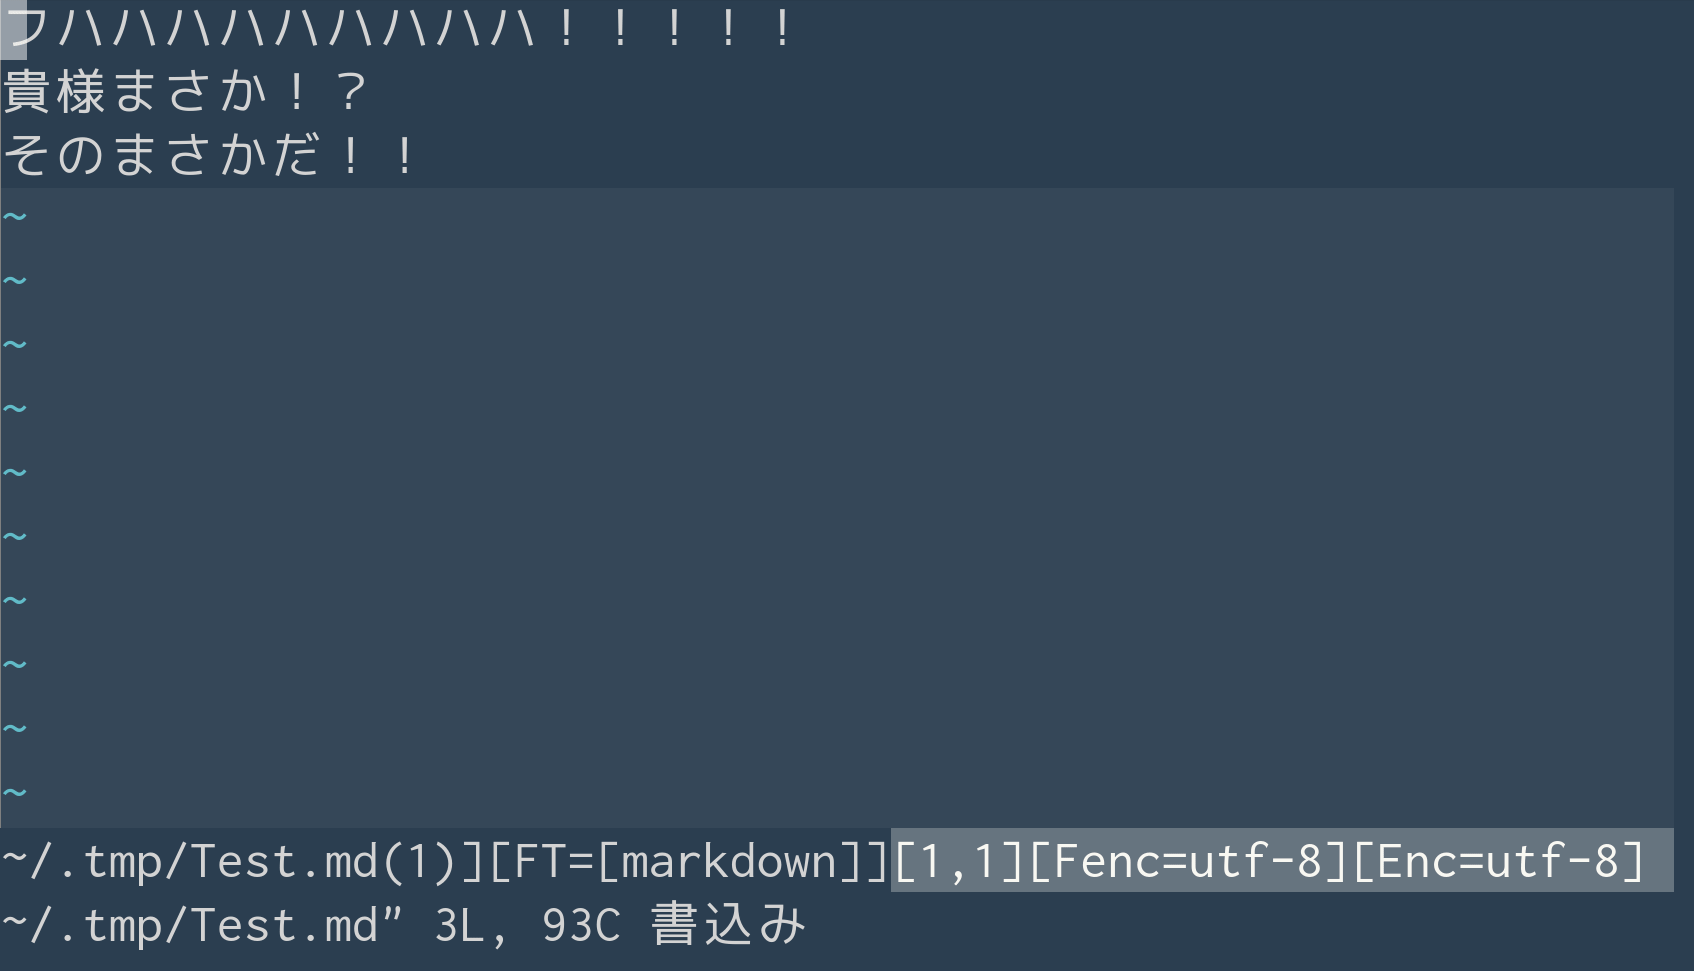 フハハハハハハハハハ！！！！！
貴様まさか！？
そのまさかだ！！
~
~
~
~
~
~
~
~
~
~
~/.tmp/Test.md(1)][FT=[markdown]][1,1][Fenc=utf-8][Enc=utf-8]
~/.tmp/Test.md" 3L, 93C 書込み